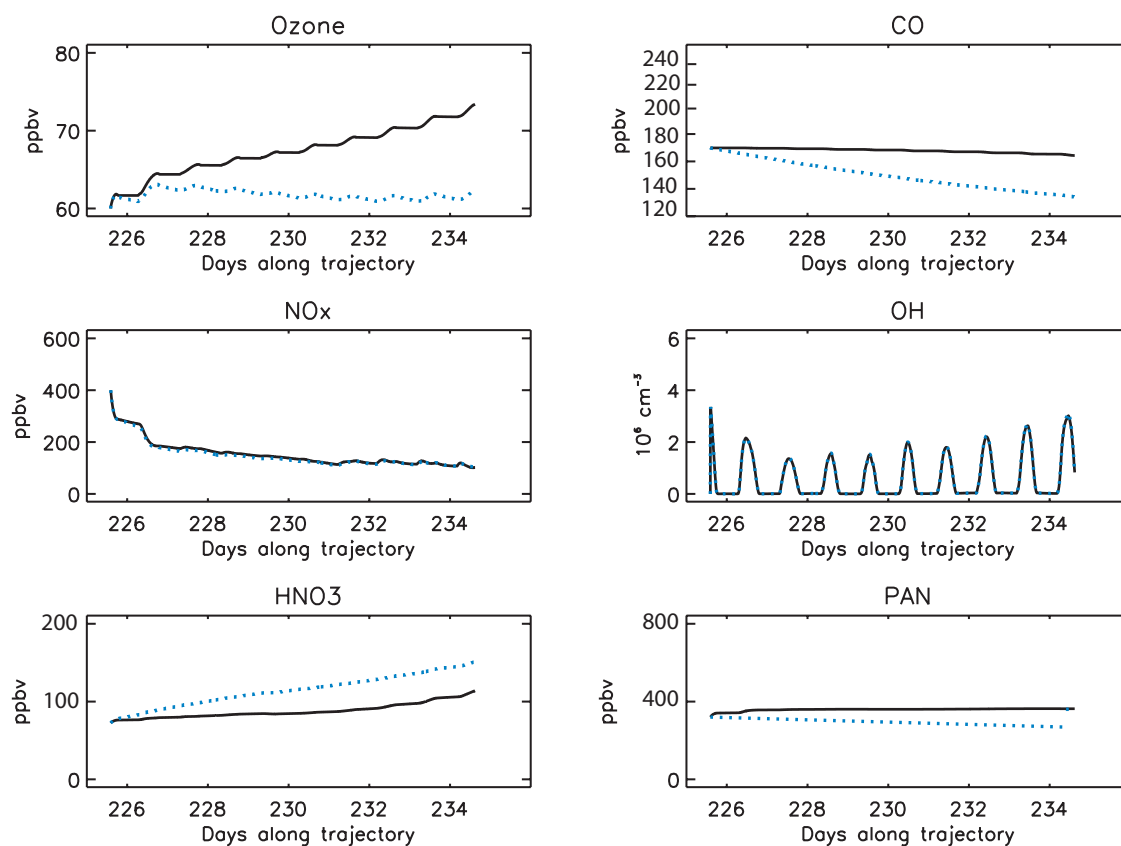 Ozone
80
70
60
ppbv
226 228 230 232 234
Days along trajectory
CO
240
220
200
180
160
140
120
ppbv
226 228 230 232 234
Days along trajectory
NOx
600
400
200
0
ppbv
226 228 230 232 234
Days along trajectory
OH
6
4
2
0
10⁶ cm⁻³
226 228 230 232 234
Days along trajectory
HNO3
200
100
0
ppbv
226 228 230 232 234
Days along trajectory
PAN
800
400
0
ppbv
226 228 230 232 234
Days along trajectory